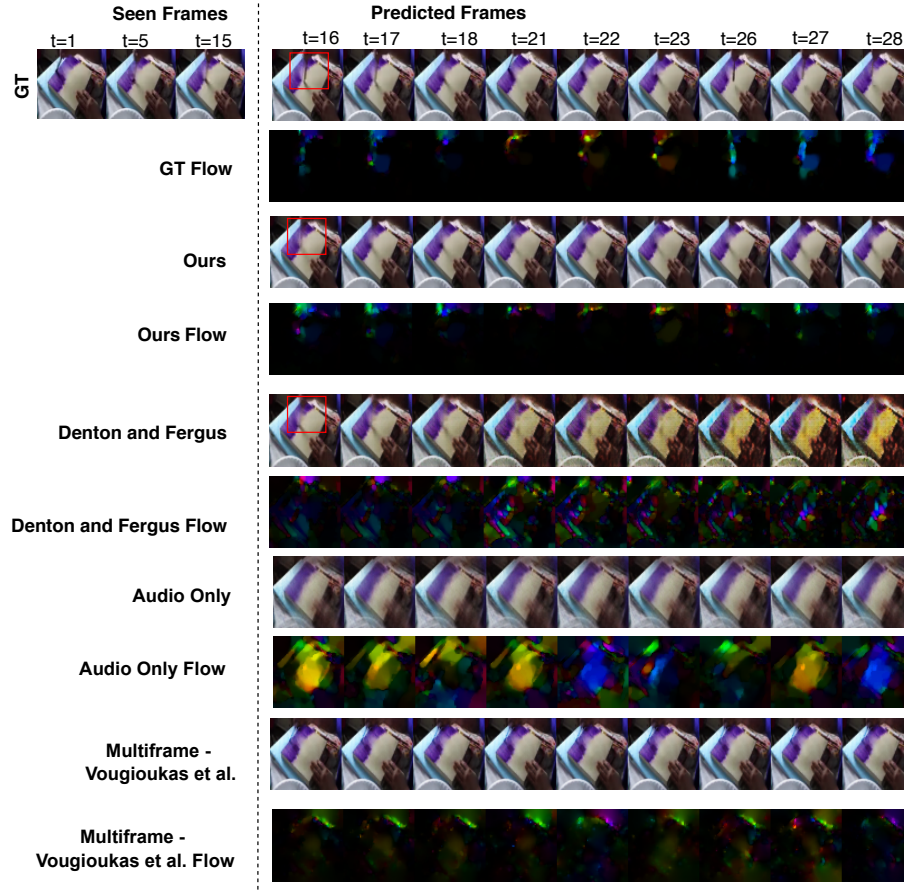 Seen Frames
Predicted Frames
t=1 t=5 t=15 t=16 t=17 t=18 t=21 t=22 t=23 t=26 t=27 t=28
GT
GT Flow
Ours
Ours Flow
Denton and Fergus
Denton and Fergus Flow
Audio Only
Audio Only Flow
Multiframe -
Vougioukas et al.
Multiframe -
Vougioukas et al. Flow